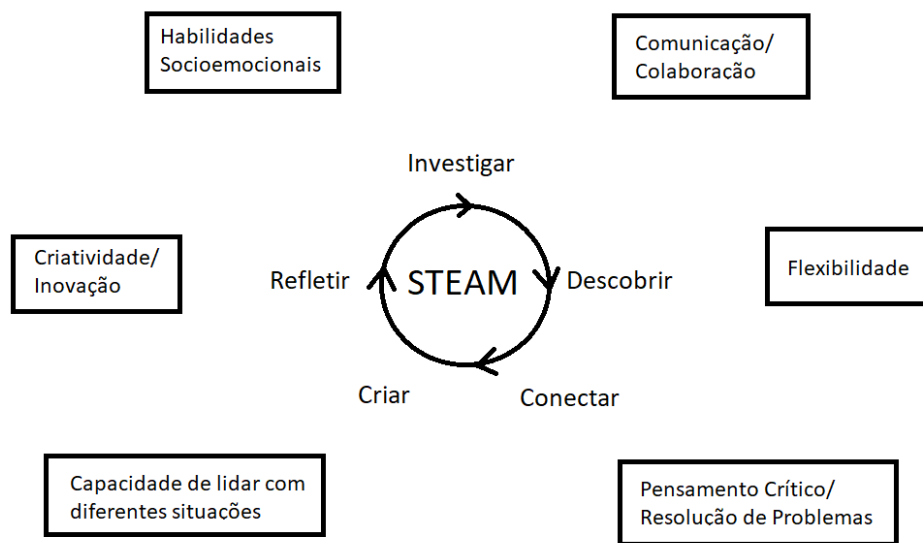 Habilidades
Socioemocionais
Comunicação/
Colaboração
Investigar
Criatividade/
Inovação
Refletir
STEAM
Descobrir
Flexibilidade
Criar
Conectar
Capacidade de lidar com
diferentes situações
Pensamento Crítico/
Resolução de Problemas